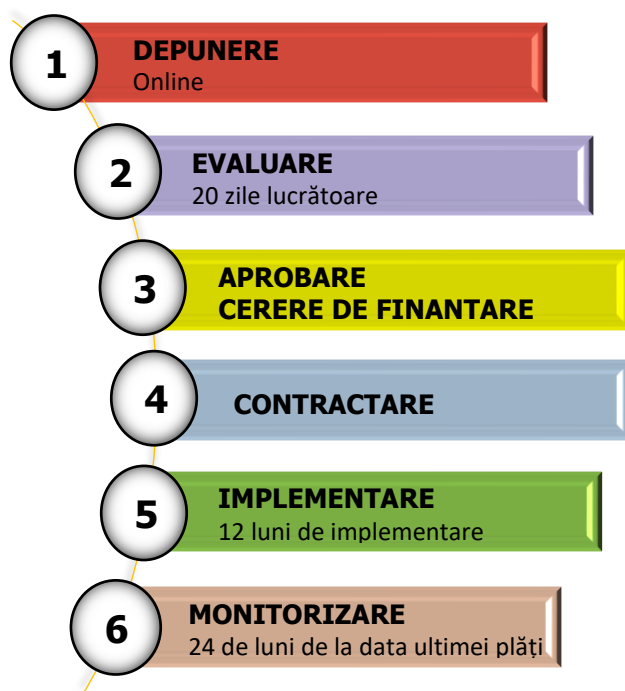 1
DEPUNERE
Online
2
EVALUARE
20 zile lucrătoare
3
APROBARE
CERERE DE FINANTARE
4
CONTRACTARE
5
IMPLEMENTARE
12 luni de implementare
6
MONITORIZARE
24 de luni de la data ultimei plăți